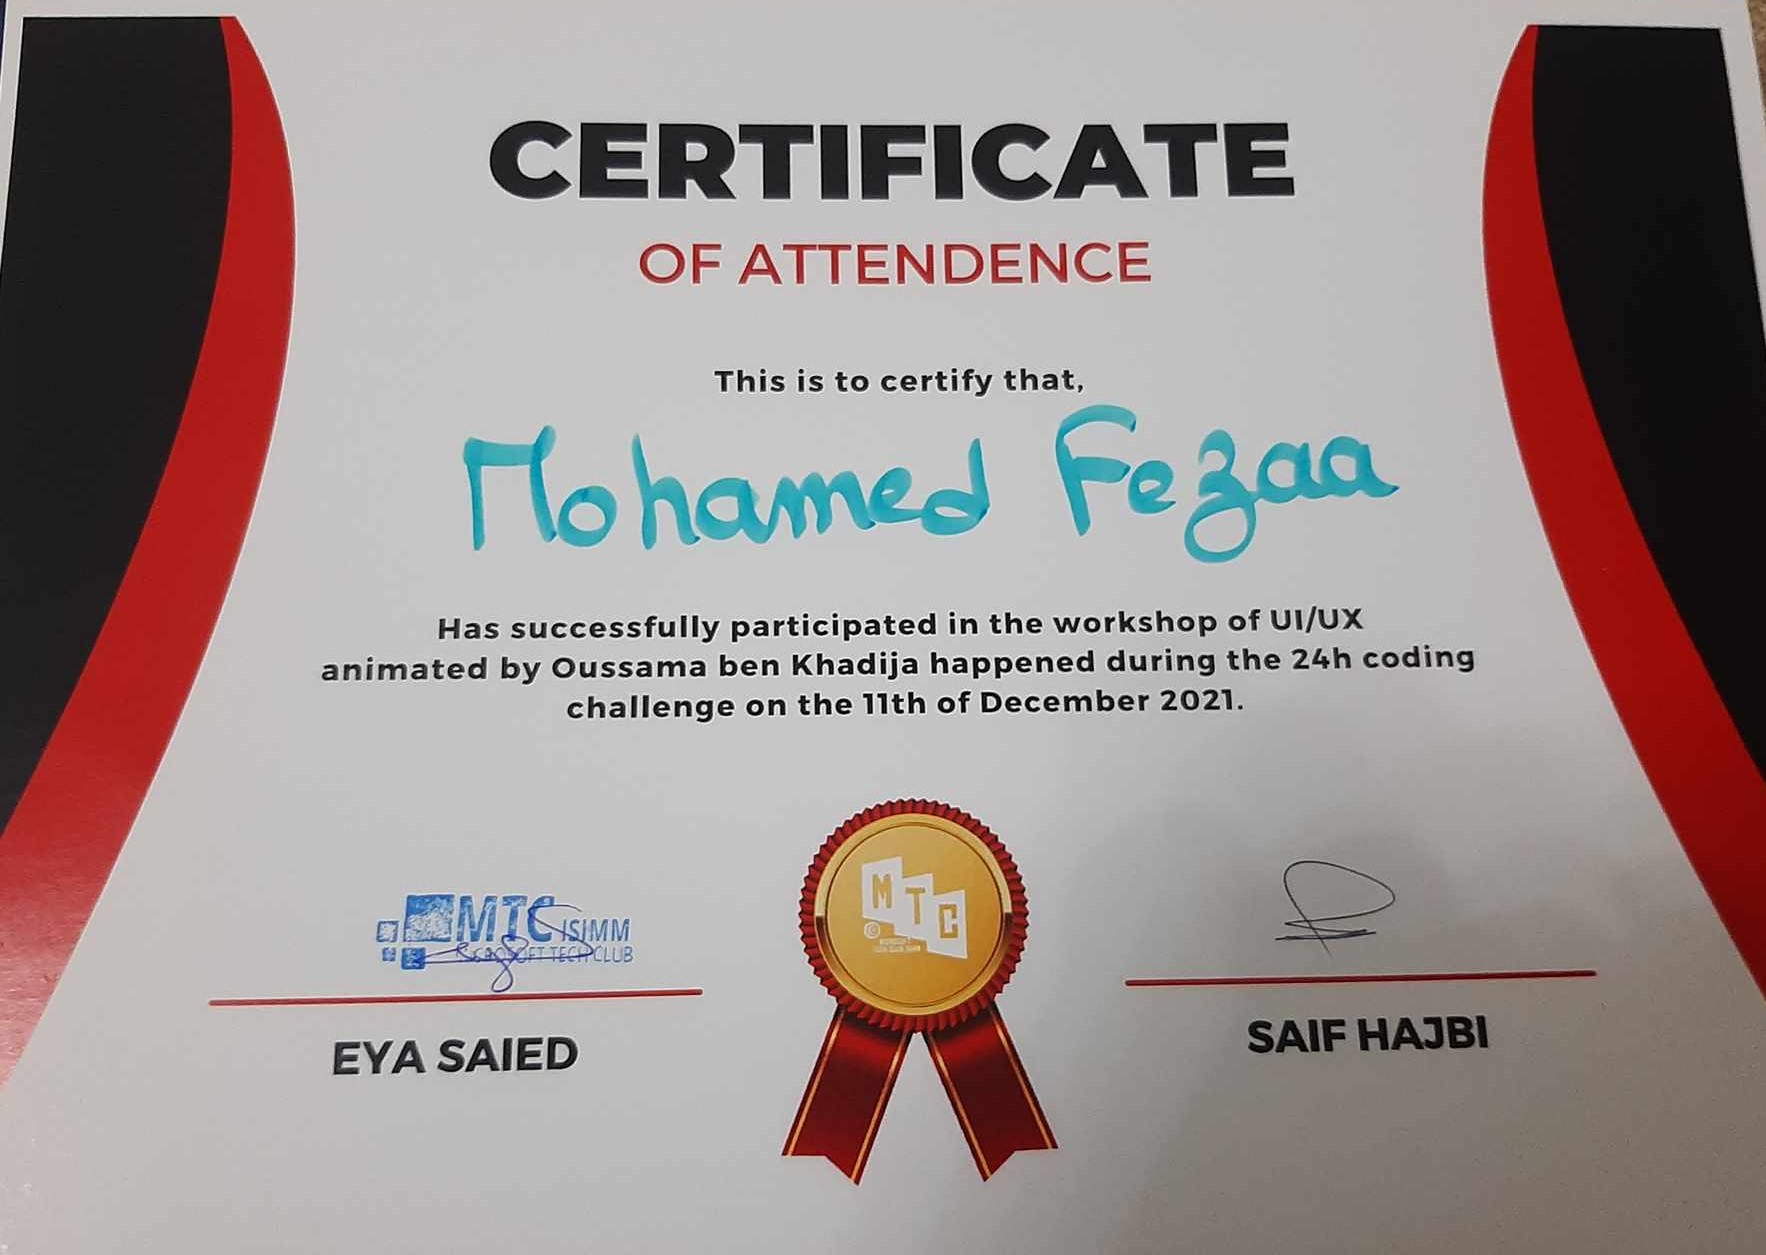 CERTIFICATE
OF ATTENDENCE
This is to certify that,
Mohamed Fezaa
Has successfully participated in the workshop of UI/UX
animated by Oussama ben Khadija happened during the 24h coding
challenge on the 11th of December 2021.
MTC ISIMM
MICROSOFT TECH CLUB
EYA SAIED
MTC
©
SAIF HAJBI